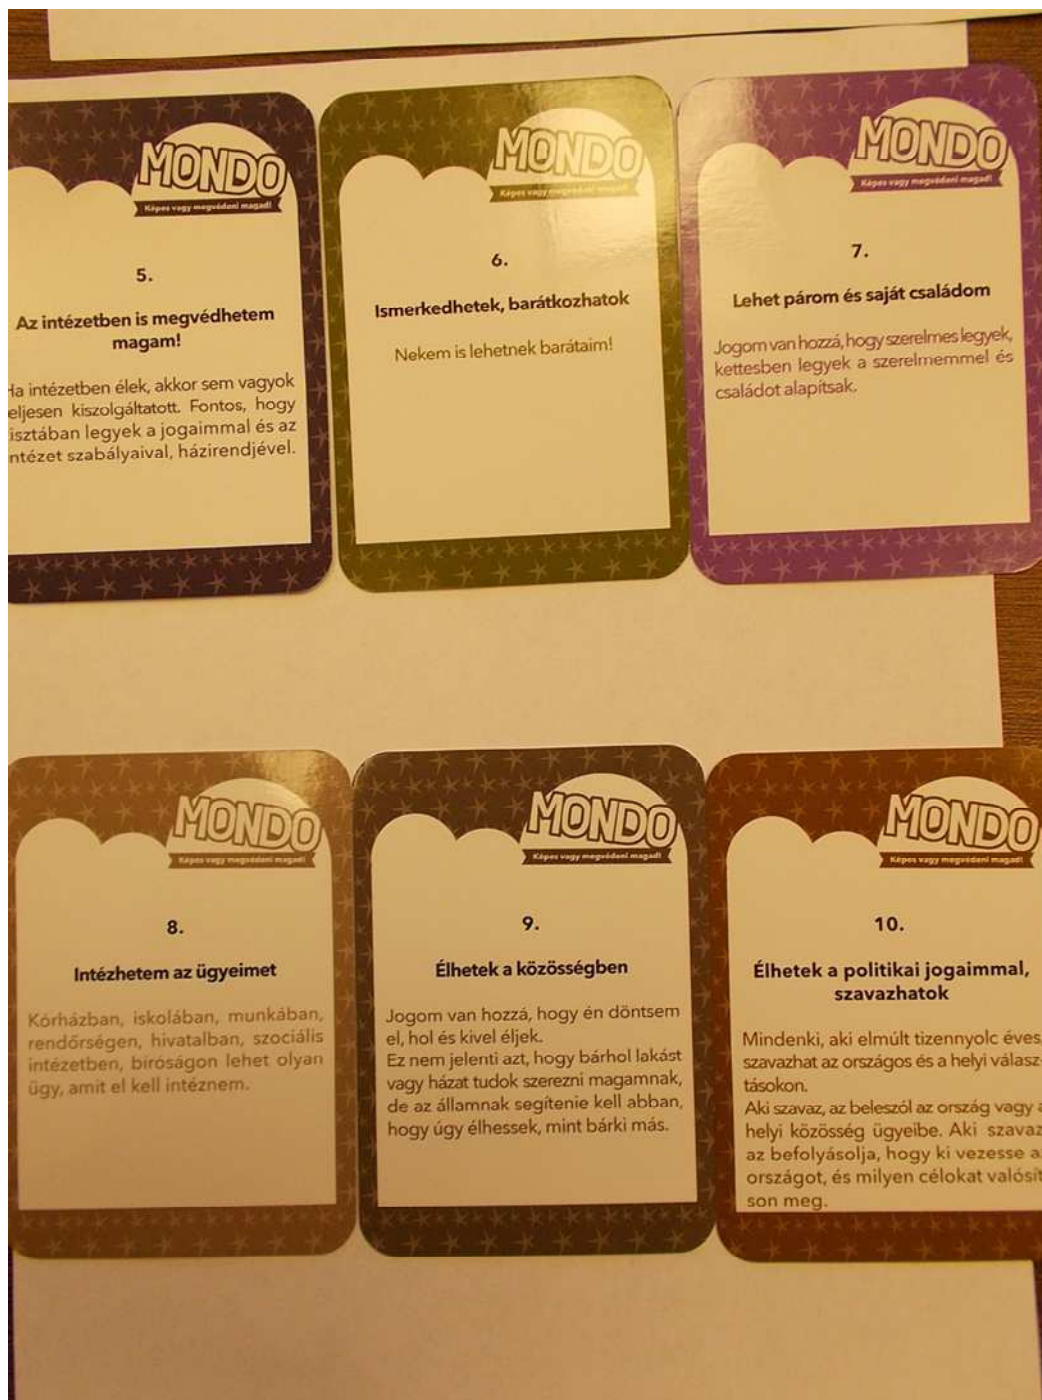 MONDO
Képes vagy megvédeni magad!
5.
Az intézetben is megvédhetem
magam!
Ha intézetben élek, akkor sem vagyok
eljesen kiszolgáltatott. Fontos, hogy
isztában legyek a jogaimmal és az
ntézet szabályaival, házirendjével.
MONDO
Képes vagy megvédeni magad!
6.
Ismerkedhetek, barátkozhatok
Nekem is lehetnek barátaim!
MONDO
Képes vagy megvédeni magad!
7.
Lehet párom és saját családom
Jogom van hozzá, hogy szerelmes legyek,
kettesben legyek a szerelmemmel és
családot alapítsak.
MONDO
Képes vagy megvédeni magad!
8.
Intézhetem az ügyeimet
Kórházban, iskolában, munkában,
rendőrségen, hivatalban, szociális
intézetben, bíróságon lehet olyan
ügy, amit el kell intéznem.
MONDO
Képes vagy megvédeni magad!
9.
Élhetek a közösségben
Jogom van hozzá, hogy én döntsem
el, hol és kivel éljek.
Ez nem jelenti azt, hogy bárhol lakást
vagy házat tudok szerezni magamnak,
de az államnak segítenie kell abban,
hogy úgy élhessek, mint bárki más.
MONDO
Képes vagy megvédeni magad!
10.
Élhetek a politikai jogaimmal,
szavazhatok
Mindenki, aki elmúlt tizennyolc éves,
szavazhat az országos és a helyi válasz-
tásokon.
Aki szavaz, az beleszól az ország vagy a
helyi közösség ügyeibe. Aki szavaz
az befolyásolja, hogy ki vezesse a
országot, és milyen célokat valósít
son meg.